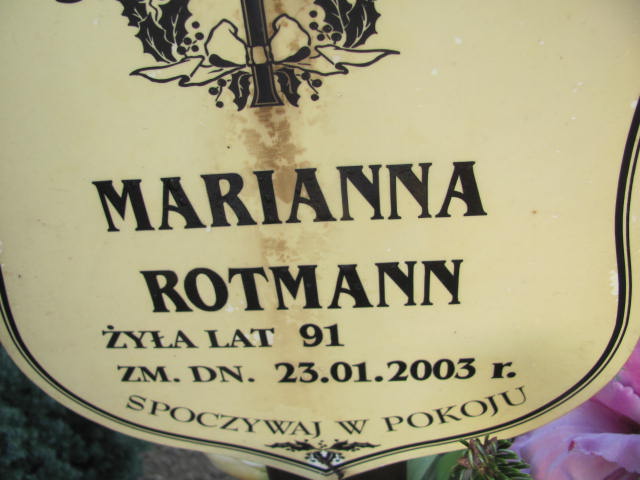 MARIANNA
ROTMANN
ŻYŁA LAT 91
ZM. DN. 23.01.2003 r.
SPOCZYWAJ W POKOJU